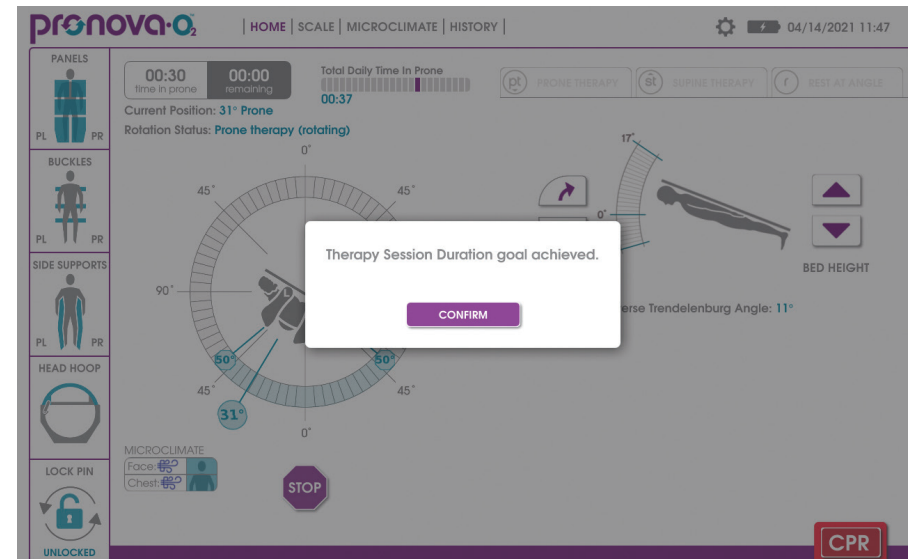 pronova·O₂
| HOME | SCALE | MICROCLIMATE | HISTORY |
04/14/2021 11:47
PANELS
PL PR
BUCKLES
PL PR
SIDE SUPPORTS
PL PR
HEAD HOOP
LOCK PIN
UNLOCKED
00:30
time in prone
00:00
remaining
Total Daily Time In Prone
00:37
pt PRONE THERAPY
st SUPINE THERAPY
r REST AT ANGLE
Current Position: 31° Prone
Rotation Status: Prone therapy (rotating)
0°
45° 45°
90°
L
50° 50°
45° 45°
31°
0°
17°
0°
BED HEIGHT
erse Trendelenburg Angle: 11°
Therapy Session Duration goal achieved.
CONFIRM
MICROCLIMATE
Face:
Chest:
STOP
CPR